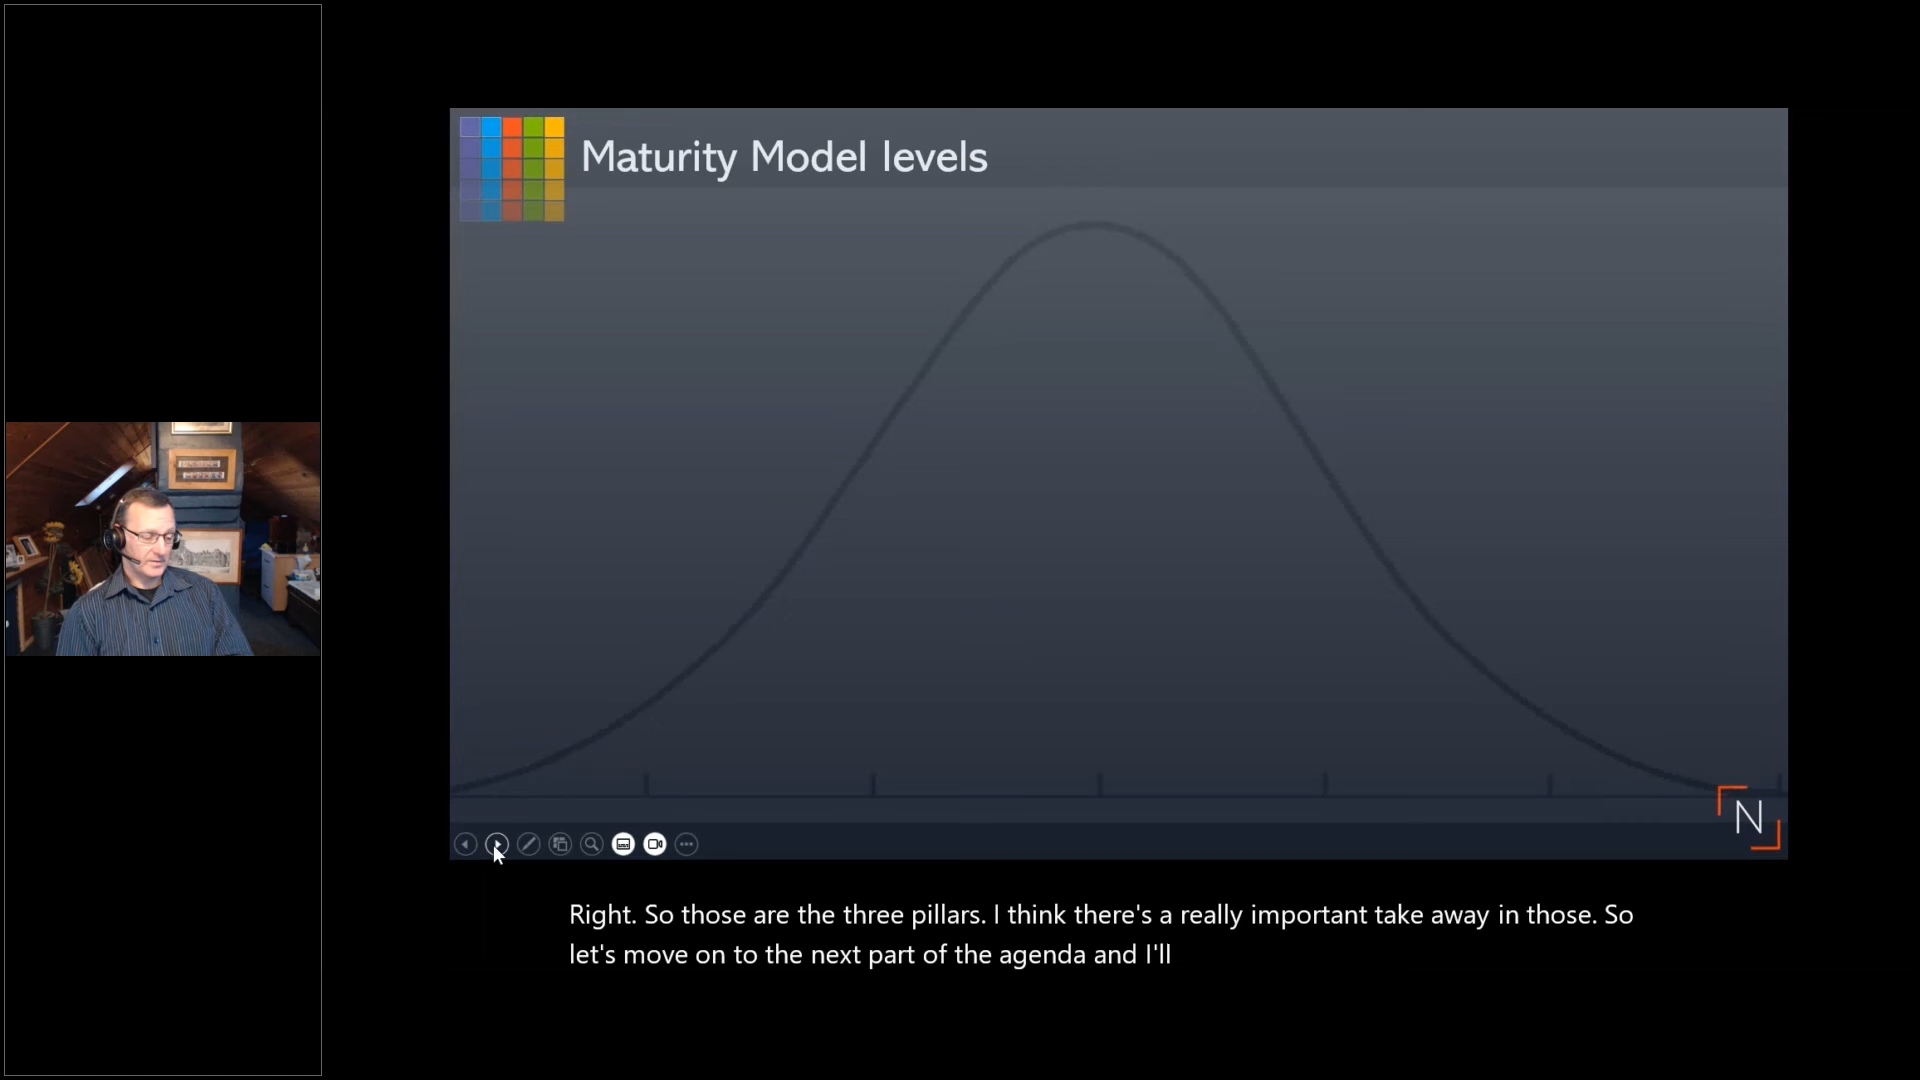 Maturity Model levels
N
Right. So those are the three pillars. I think there's a really important take away in those. So
let's move on to the next part of the agenda and I'll